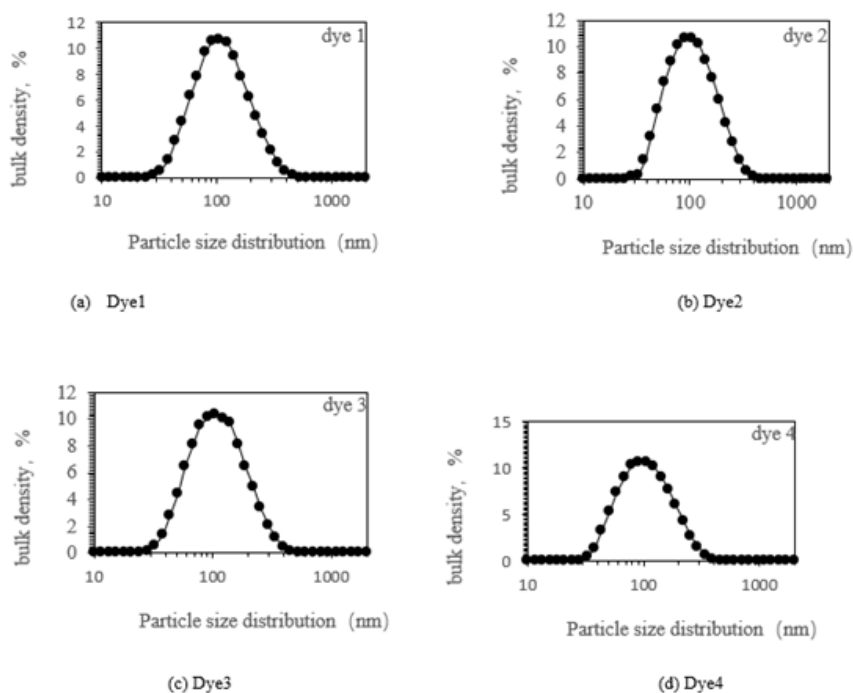 12
10
8
6
4
2
0
bulk density, %
dye 1
10 100 1000
Particle size distribution (nm)
(a) Dye1
12
10
8
6
4
2
0
bulk density, %
dye 2
10 100 1000
Particle size distribution (nm)
(b) Dye2
12
10
8
6
4
2
0
bulk density, %
dye 3
10 100 1000
Particle size distribution (nm)
(c) Dye3
15
10
5
0
bulk density, %
dye 4
10 100 1000
Particle size distribution (nm)
(d) Dye4